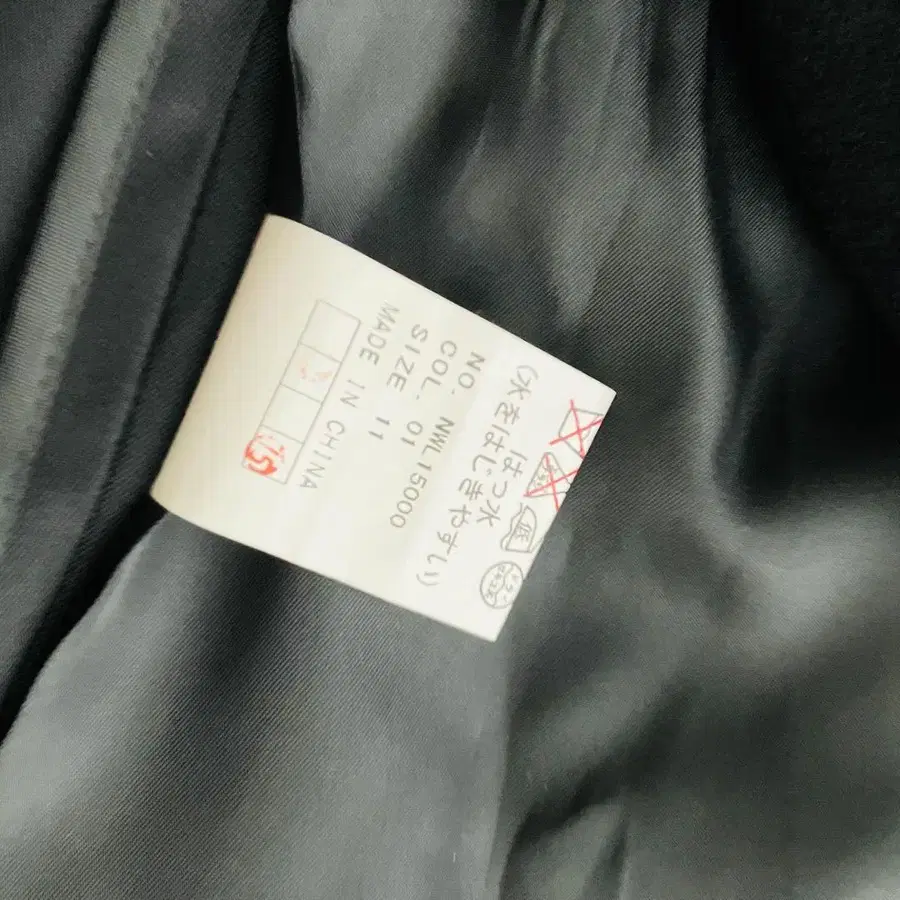 低
はっ水
(水をはじきやすい)
NO. NWL15000
COL. 01
SIZE 11
MADE IN CHINA